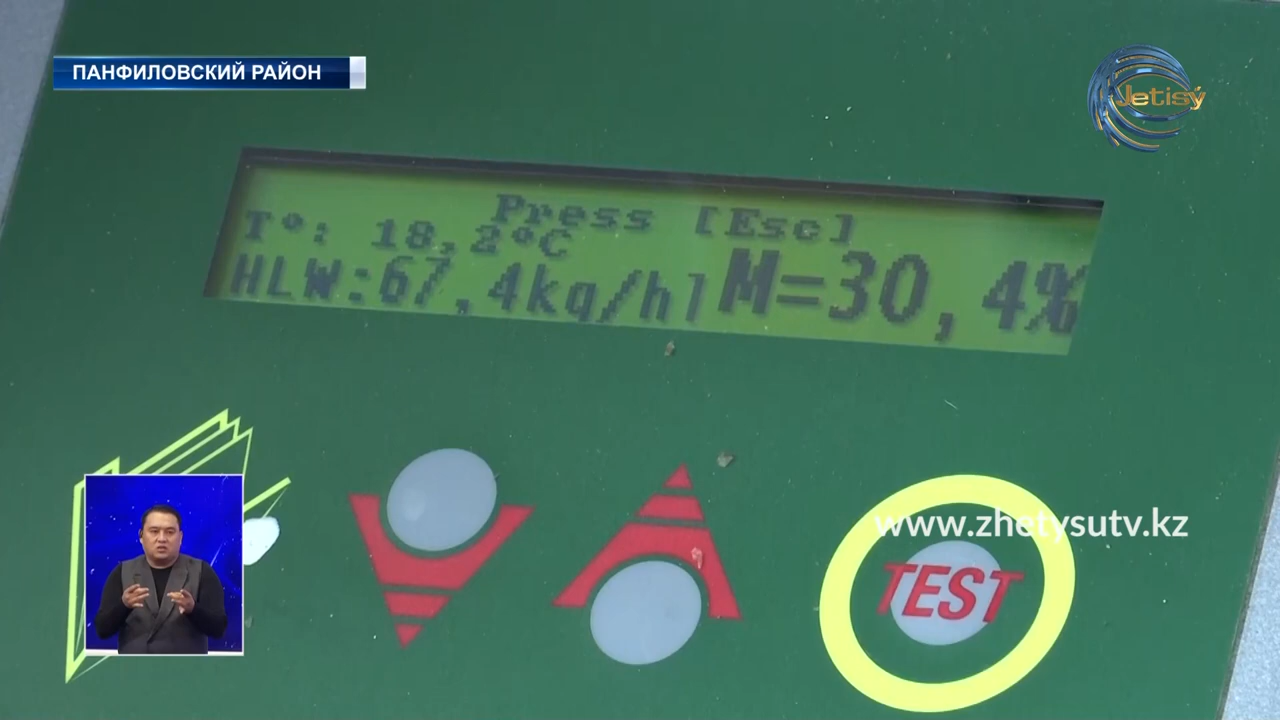 ПАНФИЛОВСКИЙ РАЙОН
Jetisý
Press [Esc]
T°: 18,2°C
HLW:67,4kg/hl M=30,4%
www.zhetysutv.kz
TEST